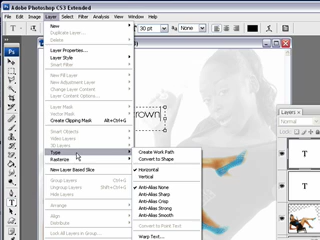 Adobe Photoshop CS3 Extended
File Edit Image Layer Select Filter Analysis View Window Help
30 pt
None
New
Duplicate Layer...
Delete
Layer Properties...
Layer Style
Smart Filter
New Fill Layer
New Adjustment Layer
Change Layer Content
Layer Content Options...
Layer Mask
Vector Mask
Create Clipping Mask Alt+Ctrl+G
Smart Objects
Video Layers
3D Layers
Type
Rasterize
New Layer Based Slice
Group Layers Ctrl+G
Ungroup Layers Shift+Ctrl+G
Hide Layers
Arrange
Align
Distribute
Lock All Layers in Group...
Create Work Path
Convert to Shape
Horizontal
Vertical
Anti-Alias None
Anti-Alias Sharp
Anti-Alias Crisp
Anti-Alias Strong
Anti-Alias Smooth
Convert to Point Text
Warp Text...
rown
Ps
Layers
Normal
T
T